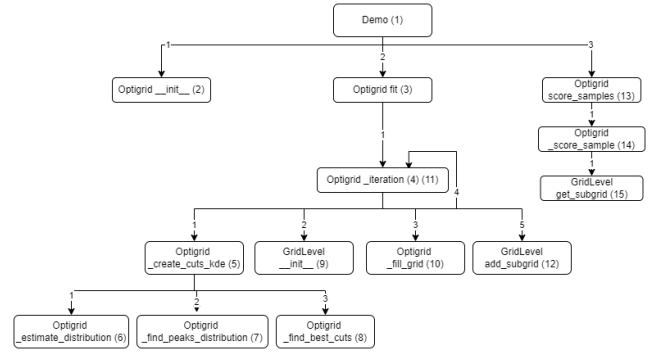 Demo (1)
1
2
3
Optigrid __init__ (2)
Optigrid fit (3)
Optigrid
score_samples (13)
1
1
Optigrid
_score_sample (14)
1
Optigrid _iteration (4) (11)
GridLevel
get_subgrid (15)
4
1
2
3
5
Optigrid
_create_cuts_kde (5)
GridLevel
__init__ (9)
Optigrid
_fill_grid (10)
GridLevel
add_subgrid (12)
1
2
3
Optigrid
_estimate_distribution (6)
Optigrid
_find_peaks_distribution (7)
Optigrid
_find_best_cuts (8)